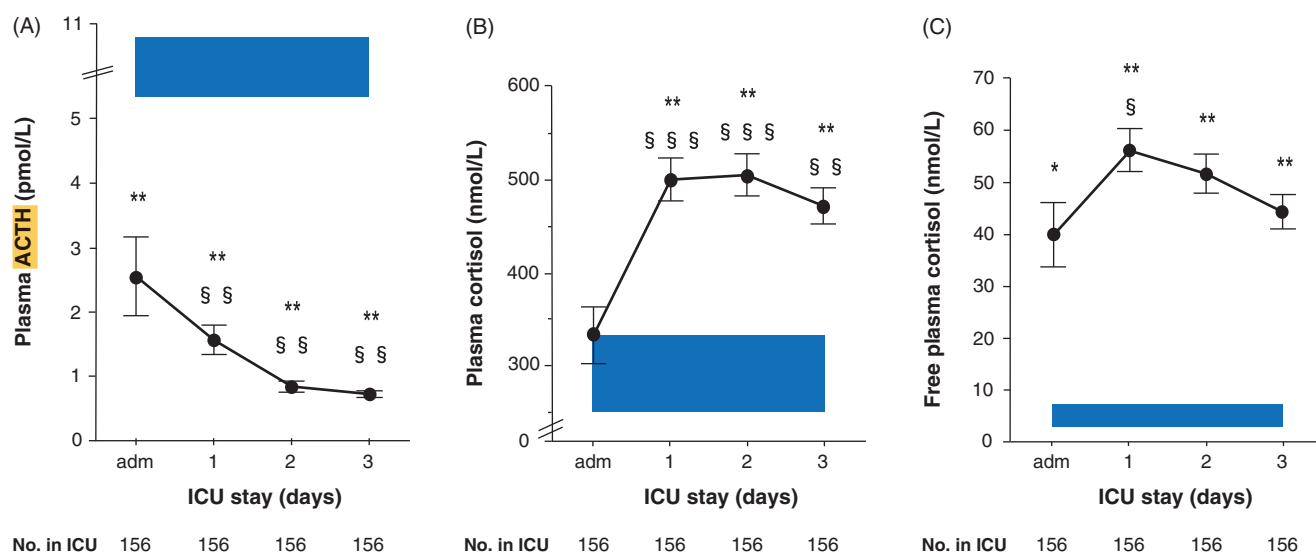 (A)
11
5
4
3
2
1
0
Plasma ACTH (pmol/L)
**
**
§ §
**
§ §
**
§ §
adm 1 2 3
ICU stay (days)
No. in ICU 156 156 156 156
(B)
600
500
400
300
0
Plasma cortisol (nmol/L)
**
§ § §
**
§ § §
**
§ §
adm 1 2 3
ICU stay (days)
156 156 156 156
(C)
70
60
50
40
30
20
10
0
Free plasma cortisol (nmol/L)
*
**
§
**
**
adm 1 2 3
ICU stay (days)
No. in ICU 156 156 156 156